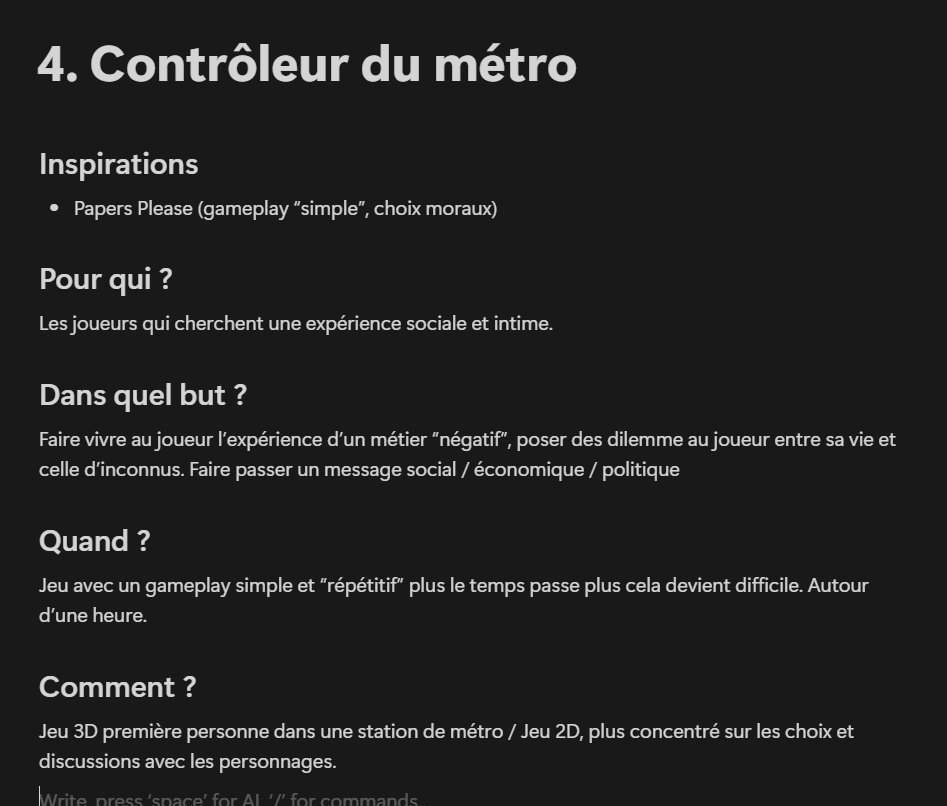 4. Contrôleur du métro
Inspirations
• Papers Please (gameplay “simple”, choix moraux)
Pour qui ?
Les joueurs qui cherchent une expérience sociale et intime.
Dans quel but ?
Faire vivre au joueur l’expérience d’un métier “négatif”, poser des dilemme au joueur entre sa vie et
celle d’inconnus. Faire passer un message social / économique / politique
Quand ?
Jeu avec un gameplay simple et “répétitif” plus le temps passe plus cela devient difficile. Autour
d’une heure.
Comment ?
Jeu 3D première personne dans une station de métro / Jeu 2D, plus concentré sur les choix et
discussions avec les personnages.
Write, press ‘space’ for AI, ‘/’ for commands...